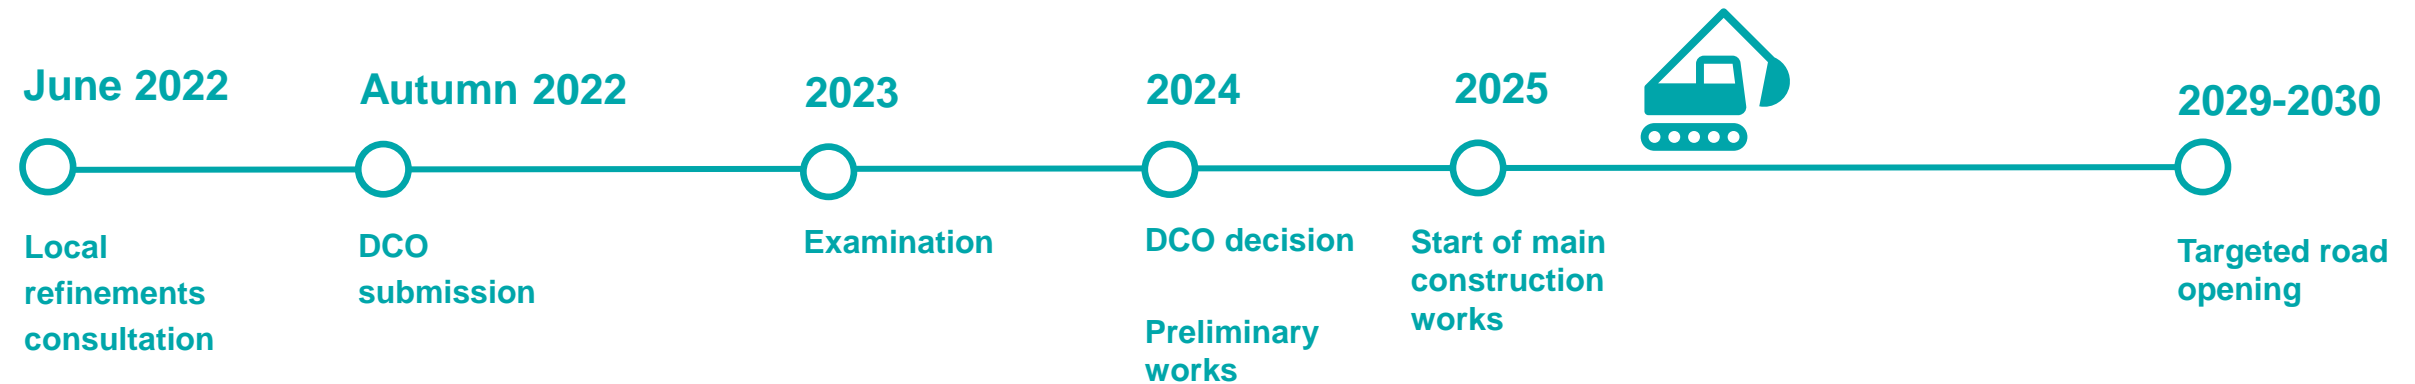 June 2022
Local
refinements
consultation
Autumn 2022
DCO
submission
2023
Examination
2024
DCO decision
Preliminary
works
2025
Start of main
construction
works
2029-2030
Targeted road
opening